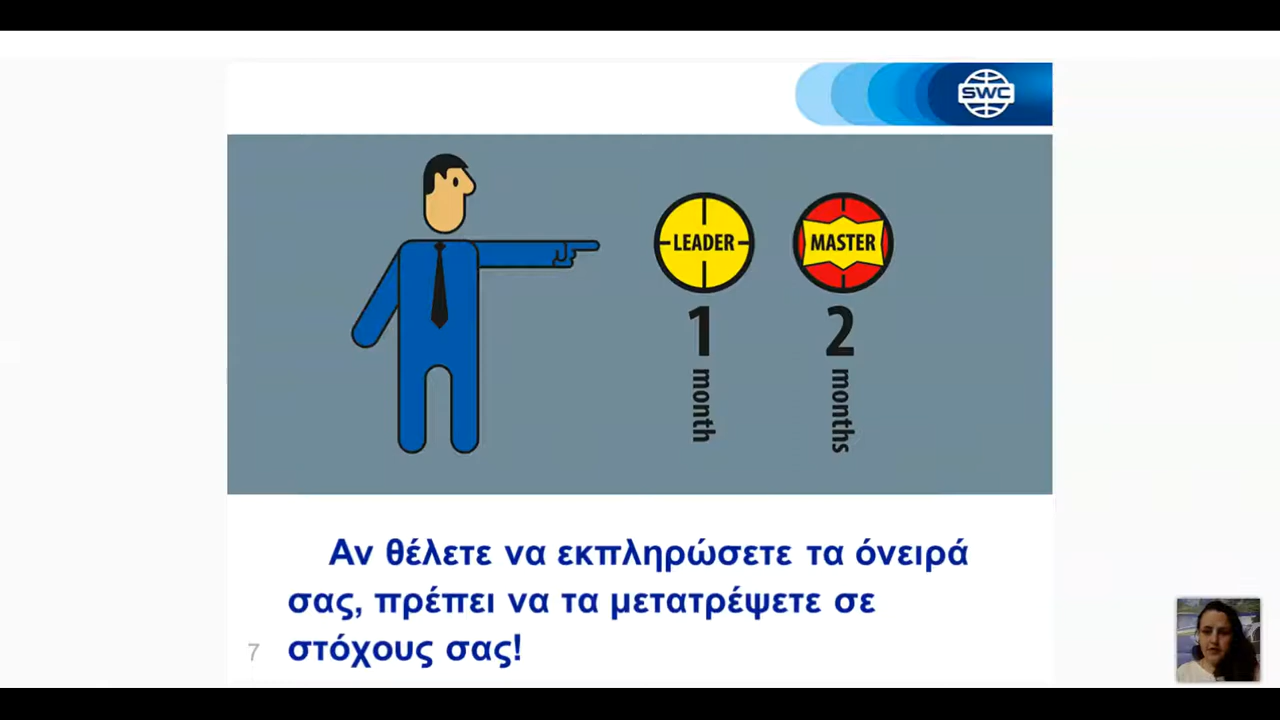 SWC
LEADER
MASTER
1
2
month
months
Αν θέλετε να εκπληρώσετε τα όνειρά
σας, πρέπει να τα μετατρέψετε σε
στόχους σας!
7